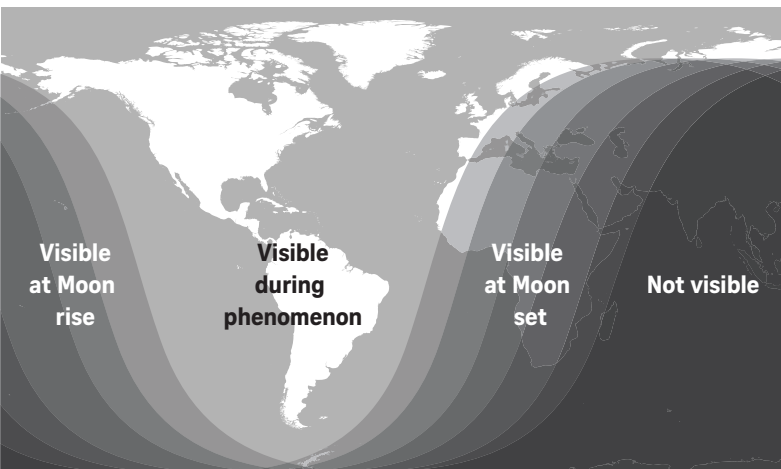 Visible
at Moon
rise
Visible
during
phenomenon
Visible
at Moon
set
Not visible